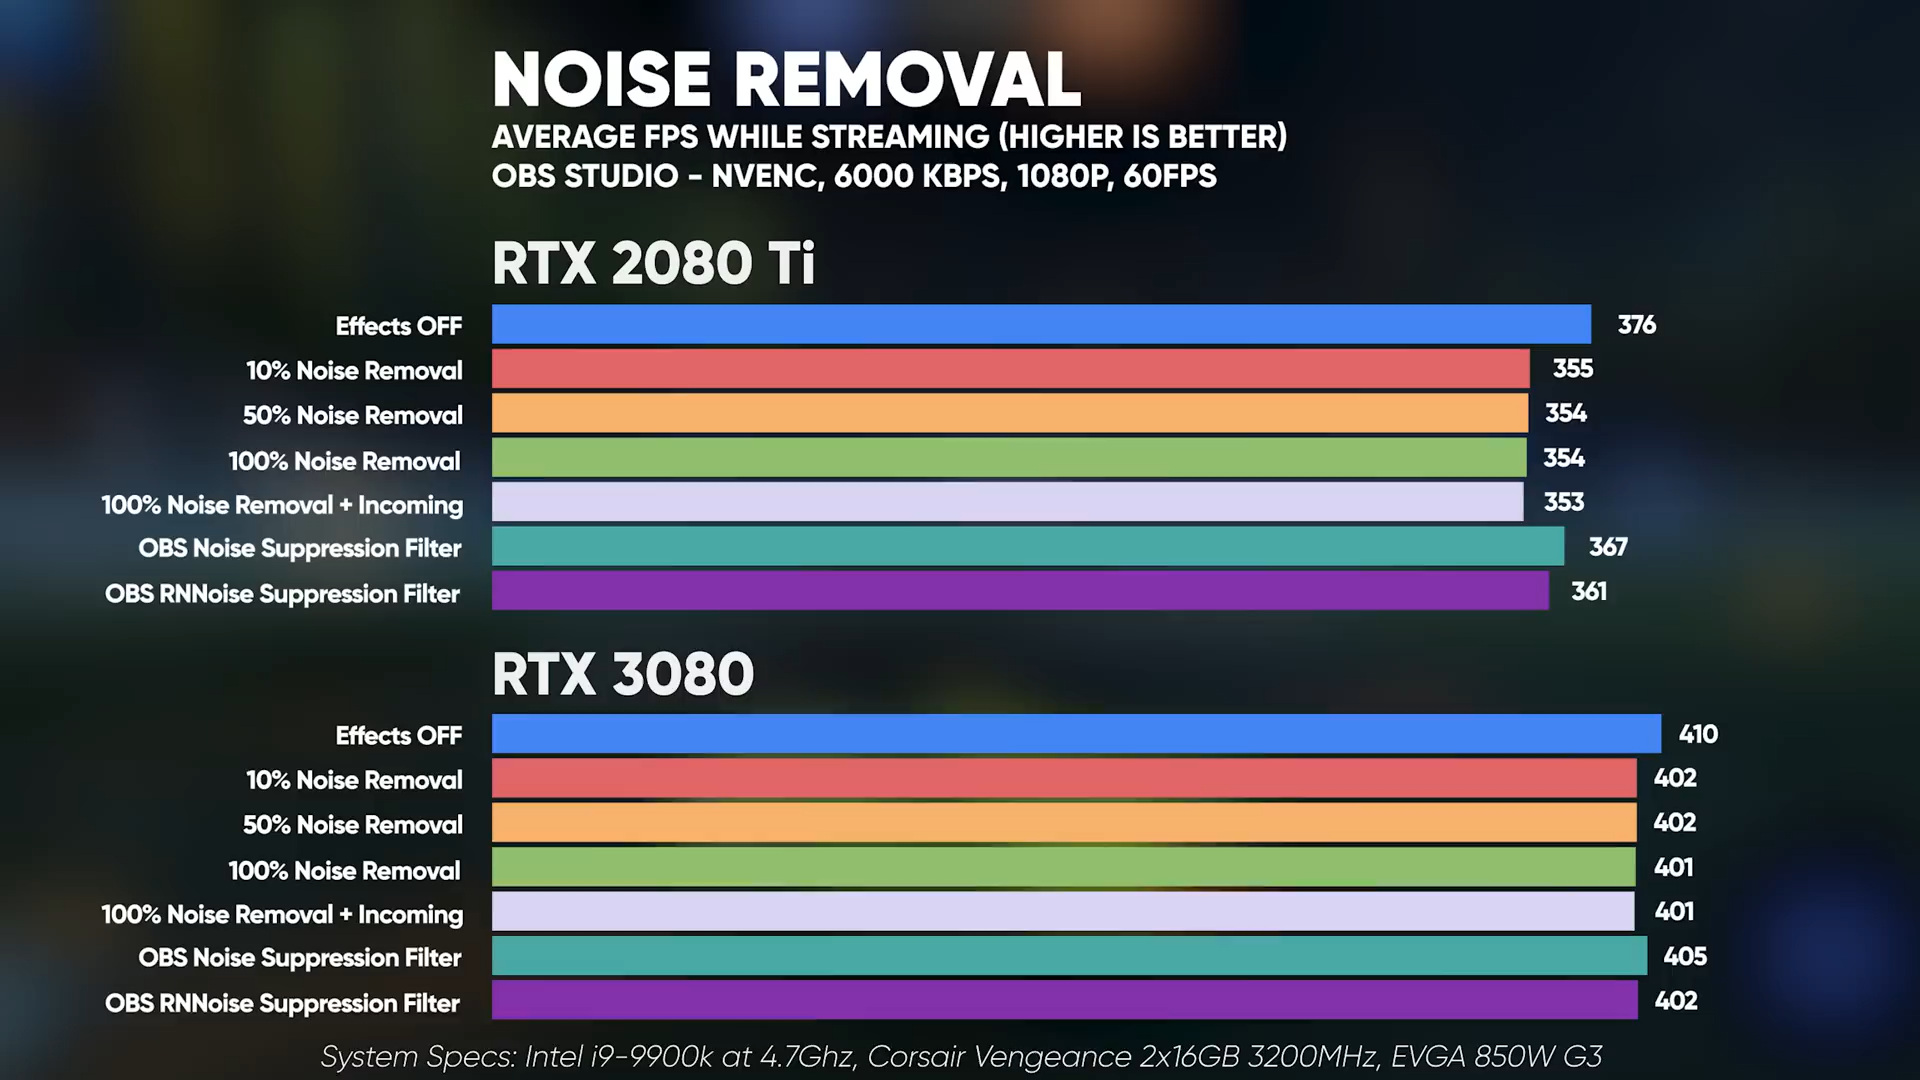 NOISE REMOVAL
AVERAGE FPS WHILE STREAMING (HIGHER IS BETTER)
OBS STUDIO - NVENC, 6000 KBPS, 1080P, 60FPS
RTX 2080 Ti
Effects OFF 376
10% Noise Removal 355
50% Noise Removal 354
100% Noise Removal 354
100% Noise Removal + Incoming 353
OBS Noise Suppression Filter 367
OBS RNNoise Suppression Filter 361
RTX 3080
Effects OFF 410
10% Noise Removal 402
50% Noise Removal 402
100% Noise Removal 401
100% Noise Removal + Incoming 401
OBS Noise Suppression Filter 405
OBS RNNoise Suppression Filter 402
System Specs: Intel i9-9900k at 4.7Ghz, Corsair Vengeance 2x16GB 3200MHz, EVGA 850W G3